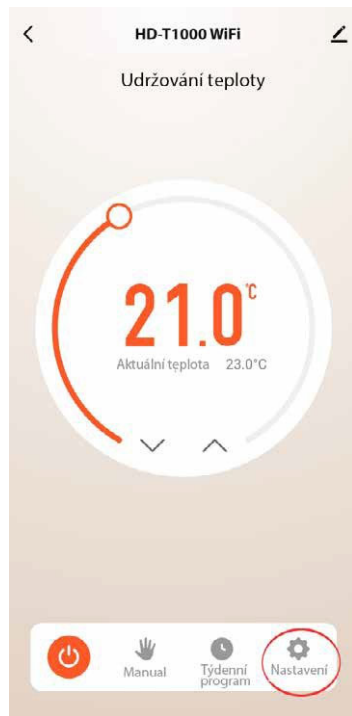 HD-T1000 WiFi
Udržování teploty
21.0°C
Aktuální teplota 23.0°C
Manual
Týdenní
program
Nastavení